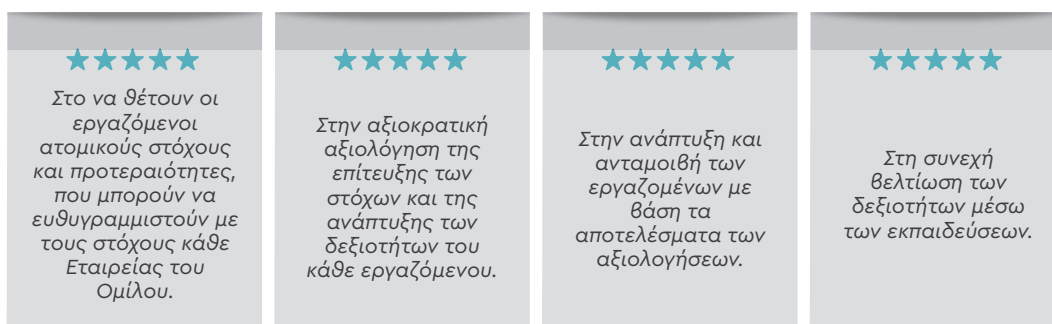 Στο να θέτουν οι
εργαζόμενοι
ατομικούς στόχους
και προτεραιότητες,
που μπορούν να
ευθυγραμμιστούν με
τους στόχους κάθε
Εταιρείας του
Ομίλου.
Στην αξιοκρατική
αξιολόγηση της
επίτευξης των
στόχων και της
ανάπτυξης των
δεξιοτήτων του
κάθε εργαζόμενου.
Στην ανάπτυξη και
ανταμοιβή των
εργαζομένων με
βάση τα
αποτελέσματα των
αξιολογήσεων.
Στη συνεχή
βελτίωση των
δεξιοτήτων μέσω
των εκπαιδεύσεων.